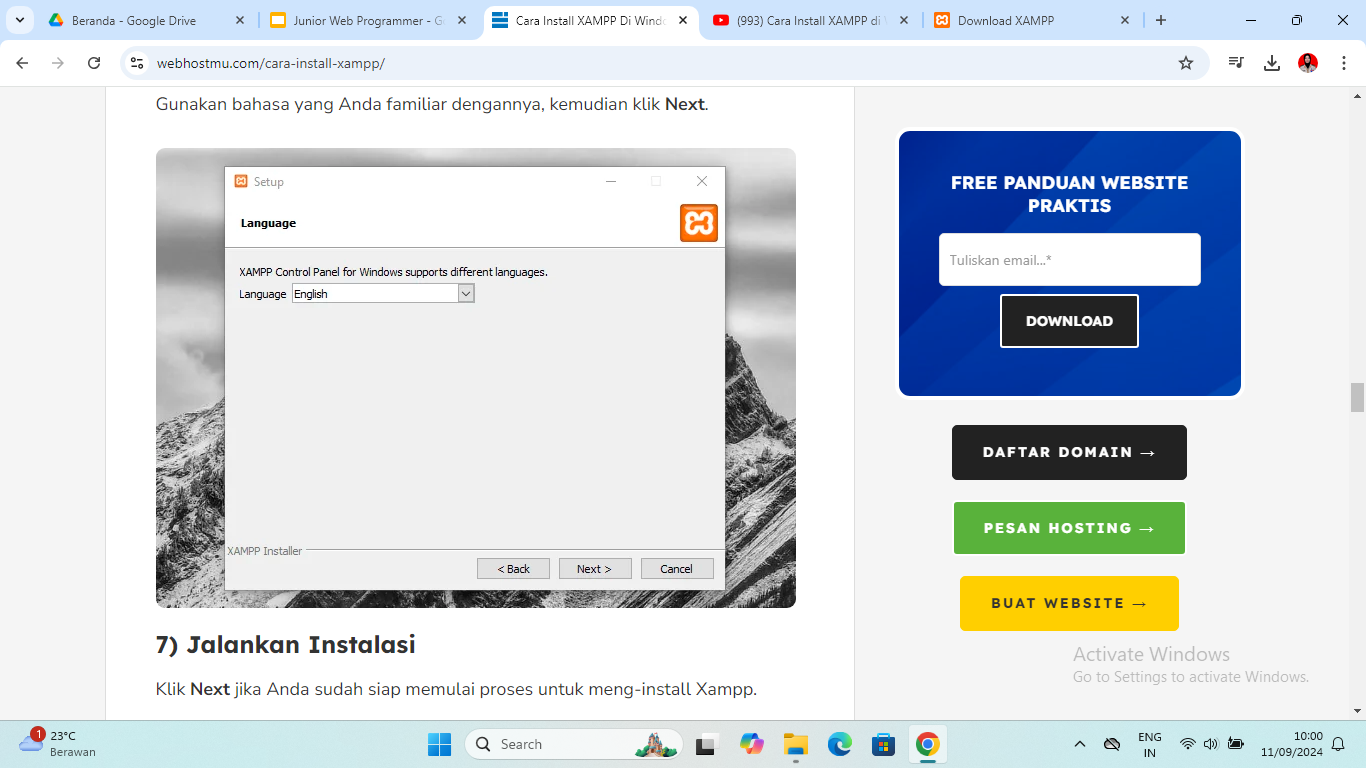 Beranda - Google Drive
Junior Web Programmer - G
Cara Install XAMPP Di Windo
(993) Cara Install XAMPP di
Download XAMPP
webhostmu.com/cara-install-xampp/
Gunakan bahasa yang Anda familiar dengannya, kemudian klik Next.
Setup
Language
XAMPP Control Panel for Windows supports different languages.
Language English
XAMPP Installer
< Back
Next >
Cancel
7) Jalankan Instalasi
Klik Next jika Anda sudah siap memulai proses untuk meng-install Xampp.
FREE PANDUAN WEBSITE
PRAKTIS
Tuliskan email...*
DOWNLOAD
DAFTAR DOMAIN →
PESAN HOSTING →
BUAT WEBSITE →
Activate Windows
Go to Settings to activate Windows.
1
23°C
Berawan
Search
ENG
IN
10:00
11/09/2024